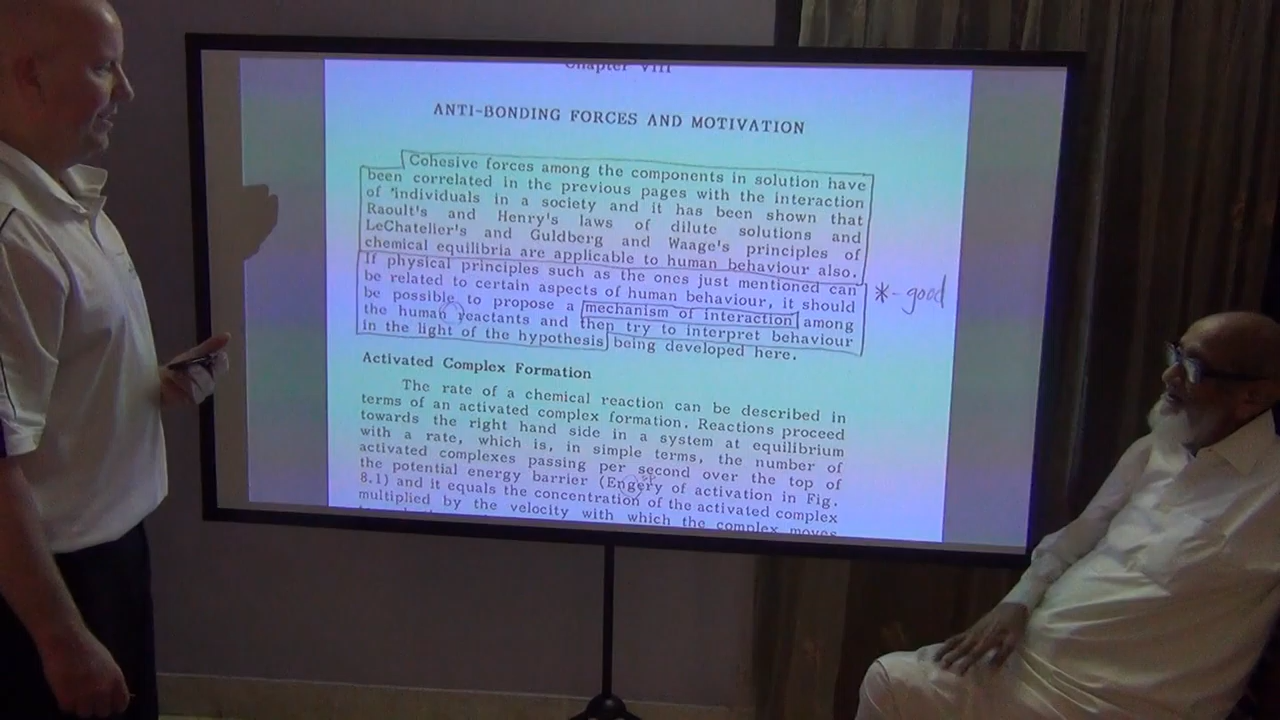 Chapter VIII
ANTI-BONDING FORCES AND MOTIVATION
Cohesive forces among the components in solution have
been correlated in the previous pages with the interaction
of individuals in a society and it has been shown that
Raoult's and Henry's laws of dilute solutions and
LeChatelier's and Guldberg and Waage's principles of
chemical equilibria are applicable to human behaviour also.
If physical principles such as the ones just mentioned can
be related to certain aspects of human behaviour, it should
be possible to propose a mechanism of interaction among
the human reactants and then try to interpret behaviour
in the light of the hypothesis being developed here.
* - good
Activated Complex Formation
The rate of a chemical reaction can be described in
terms of an activated complex formation. Reactions proceed
towards the right hand side in a system at equilibrium
with a rate, which is, in simple terms, the number of
activated complexes passing per second over the top of
the potential energy barrier (Engery of activation in Fig.
8.1) and it equals the concentration of the activated complex
multiplied by the velocity with which the complex moves